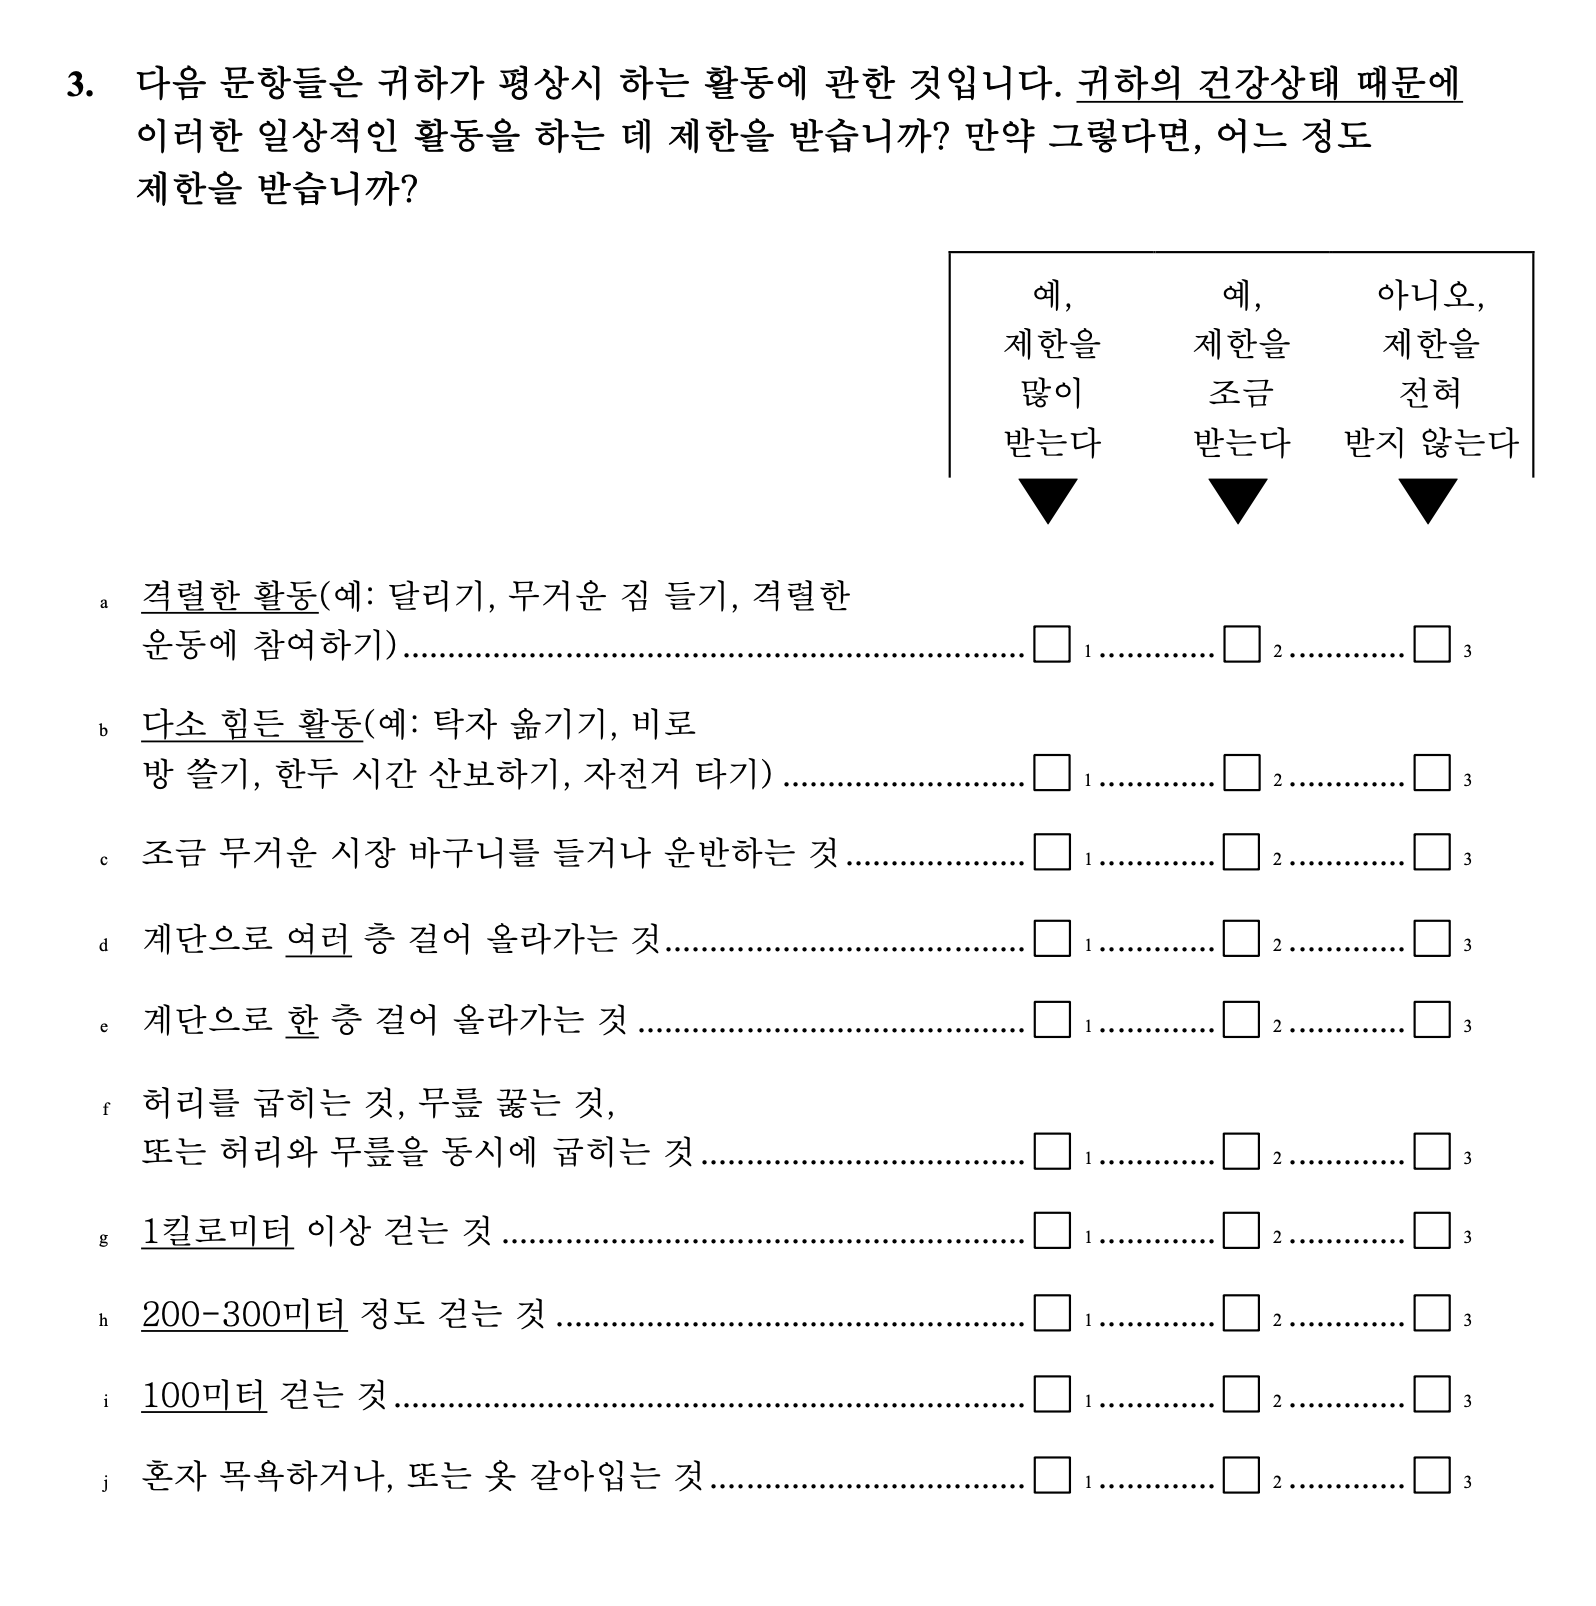 3. 다음 문항들은 귀하가 평상시 하는 활동에 관한 것입니다. 귀하의 건강상태 때문에
이러한 일상적인 활동을 하는 데 제한을 받습니까? 만약 그렇다면, 어느 정도
제한을 받습니까?
예, 예, 아니오,
제한을 제한을 제한을
많이 조금 전혀
받는다 받는다 받지 않는다
a 격렬한 활동(예: 달리기, 무거운 짐 들기, 격렬한
운동에 참여하기)..................................................................... □ 1 ............. □ 2 ............. □ 3
b 다소 힘든 활동(예: 탁자 옮기기, 비로
방 쓸기, 한두 시간 산보하기, 자전거 타기) ........................... □ 1 ............. □ 2 ............. □ 3
c 조금 무거운 시장 바구니를 들거나 운반하는 것.................... □ 1 ............. □ 2 ............. □ 3
d 계단으로 여러 층 걸어 올라가는 것........................................ □ 1 ............. □ 2 ............. □ 3
e 계단으로 한 층 걸어 올라가는 것 ........................................... □ 1 ............. □ 2 ............. □ 3
f 허리를 굽히는 것, 무릎 꿇는 것,
또는 허리와 무릎을 동시에 굽히는 것.................................... □ 1 ............. □ 2 ............. □ 3
g 1킬로미터 이상 걷는 것 .......................................................... □ 1 ............. □ 2 ............. □ 3
h 200-300미터 정도 걷는 것 .................................................... □ 1 ............. □ 2 ............. □ 3
i 100미터 걷는 것...................................................................... □ 1 ............. □ 2 ............. □ 3
j 혼자 목욕하거나, 또는 옷 갈아입는 것................................... □ 1 ............. □ 2 ............. □ 3